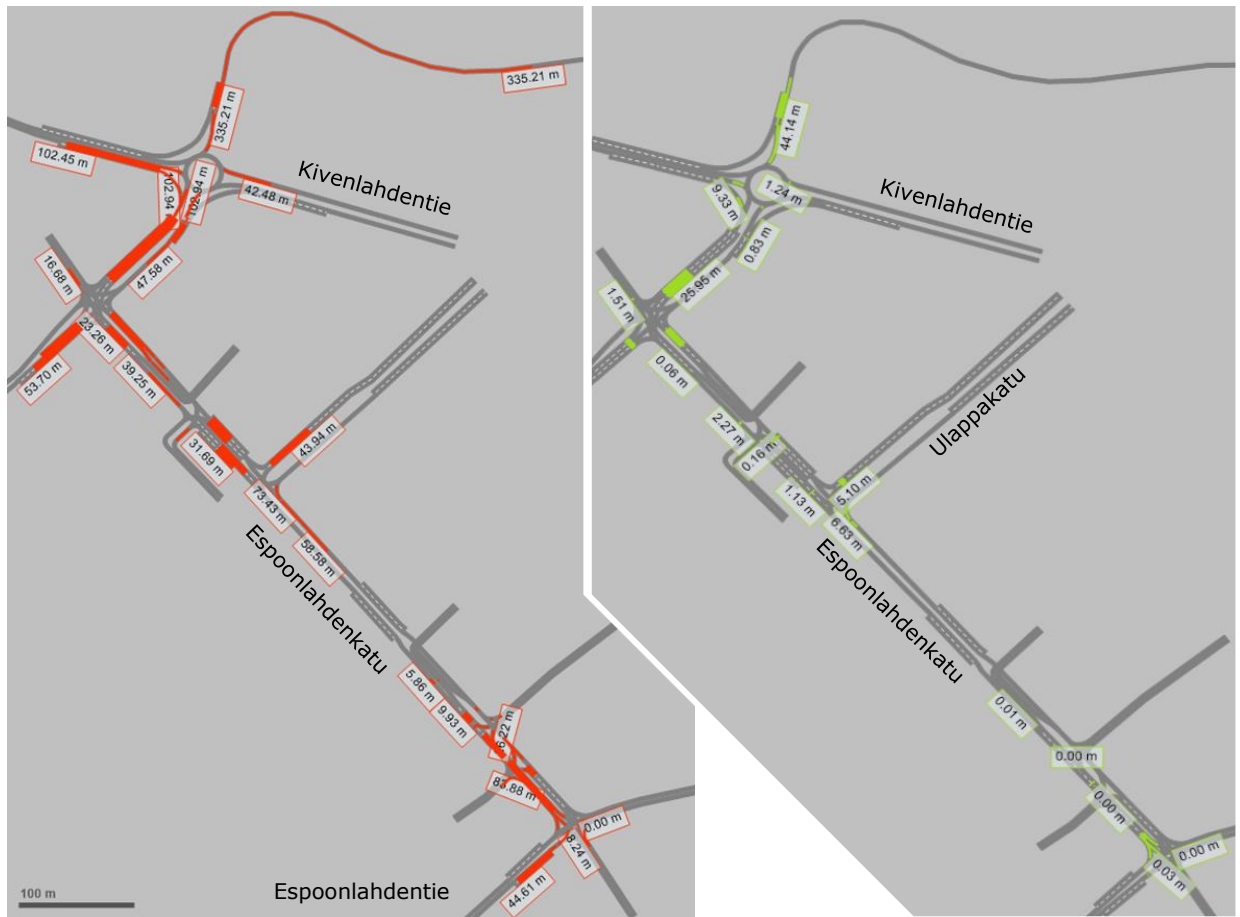 335.21 m
335.21 m
102.45 m
Kivenlahdentie
102.94 m
42.48 m
47.58 m
16.68 m
23.26 m
53.70 m
39.25 m
31.69 m
43.94 m
73.43 m
58.58 m
Espoonlahdenkatu
5.86 m
9.93 m
0.00 m
8.24 m
44.61 m
100 m
Espoonlahdentie
44.14 m
Kivenlahdentie
9.33 m
1.24 m
0.83 m
25.95 m
1.51 m
0.06 m
2.27 m
0.16 m
Ulappakatu
1.13 m
5.10 m
6.63 m
Espoonlahdenkatu
0.01 m
0.00 m
0.00 m
0.00 m
0.03 m